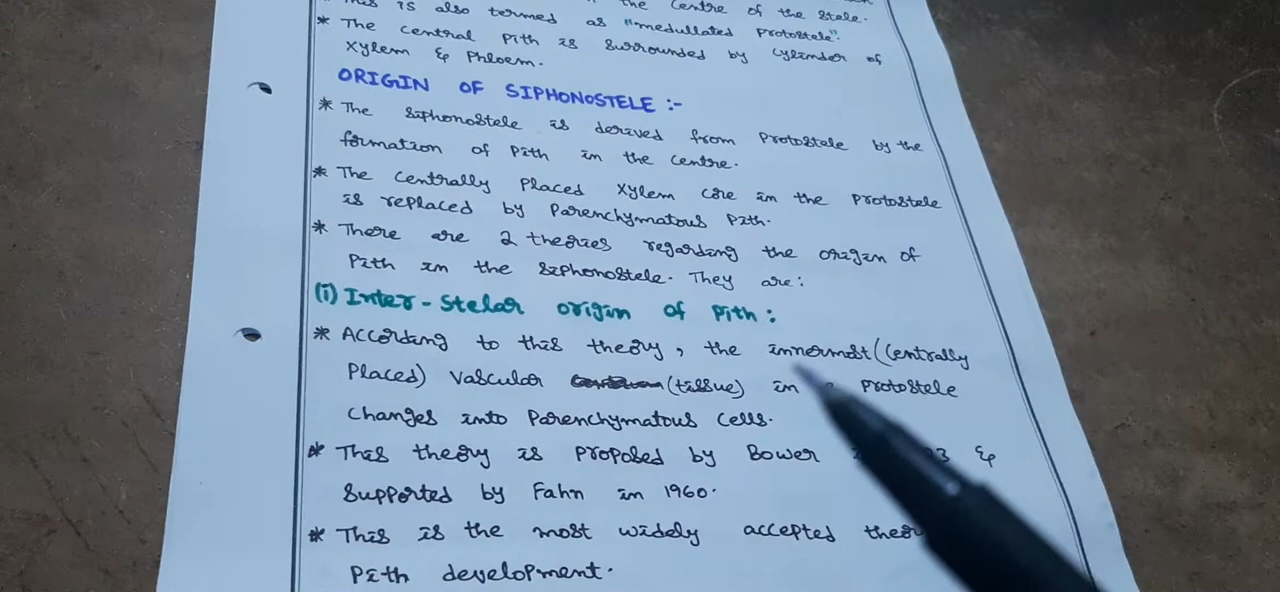 This is also termed as "medullated Protostele".
the centre of the stele.
* The central Pith is surrounded by cylinder of
Xylem & Phloem.
ORIGIN OF SIPHONOSTELE :-
* The Siphonostele is derived from Protostele by the
formation of Pith in the centre.
* The centrally Placed Xylem core in the Protostele
is replaced by Parenchymatous Pith.
* There are 2 theories regarding the origin of
Pith in the Siphonostele. They are:
(i) Inter-Stelar origin of Pith :
* According to this theory, the innermost (Centrally
Placed) Vascular (tissue) in Protostele
changes into Parenchymatous Cells.
* This theory is Proposed by Bower &
Supported by Fahn in 1960.
* This is the most widely accepted
Pith development.